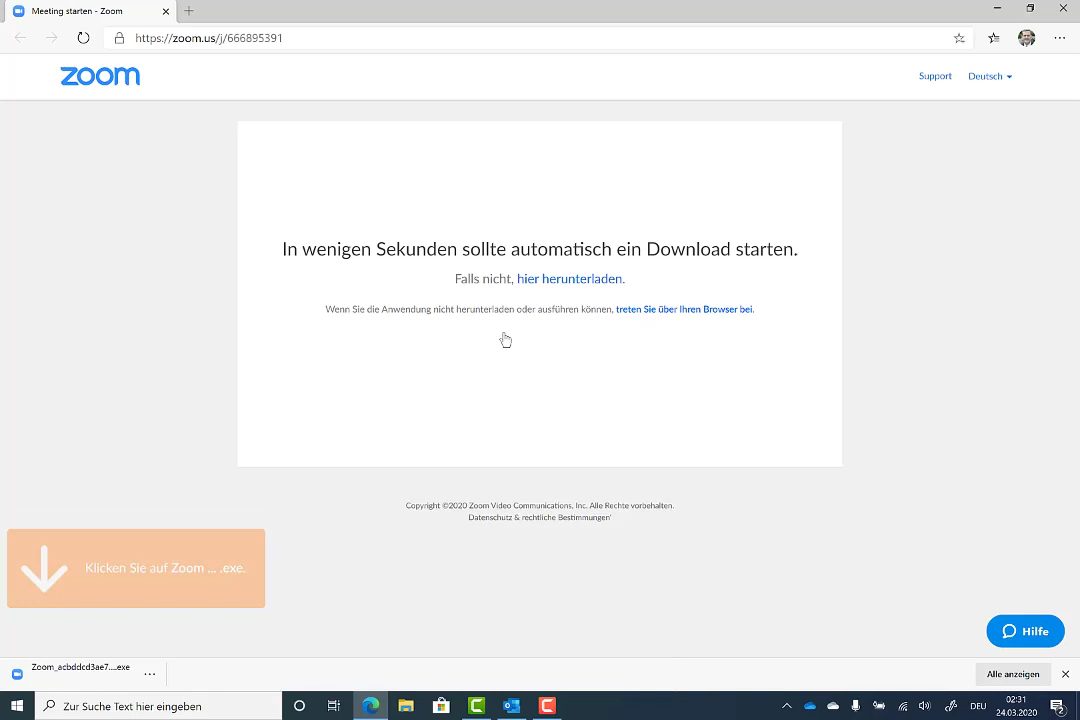 Meeting starten - Zoom
https://zoom.us/j/666895391
zoom
Support
Deutsch
In wenigen Sekunden sollte automatisch ein Download starten.
Falls nicht, hier herunterladen.
Wenn Sie die Anwendung nicht herunterladen oder ausführen können, treten Sie über Ihren Browser bei.
Copyright ©2020 Zoom Video Communications, Inc. Alle Rechte vorbehalten.
Datenschutz & rechtliche Bestimmungen'
Klicken Sie auf Zoom ... .exe.
Hilfe
Zoom_acbddcd3ae7....exe
Alle anzeigen
Zur Suche Text hier eingeben
DEU
02:31
24.03.2020
2